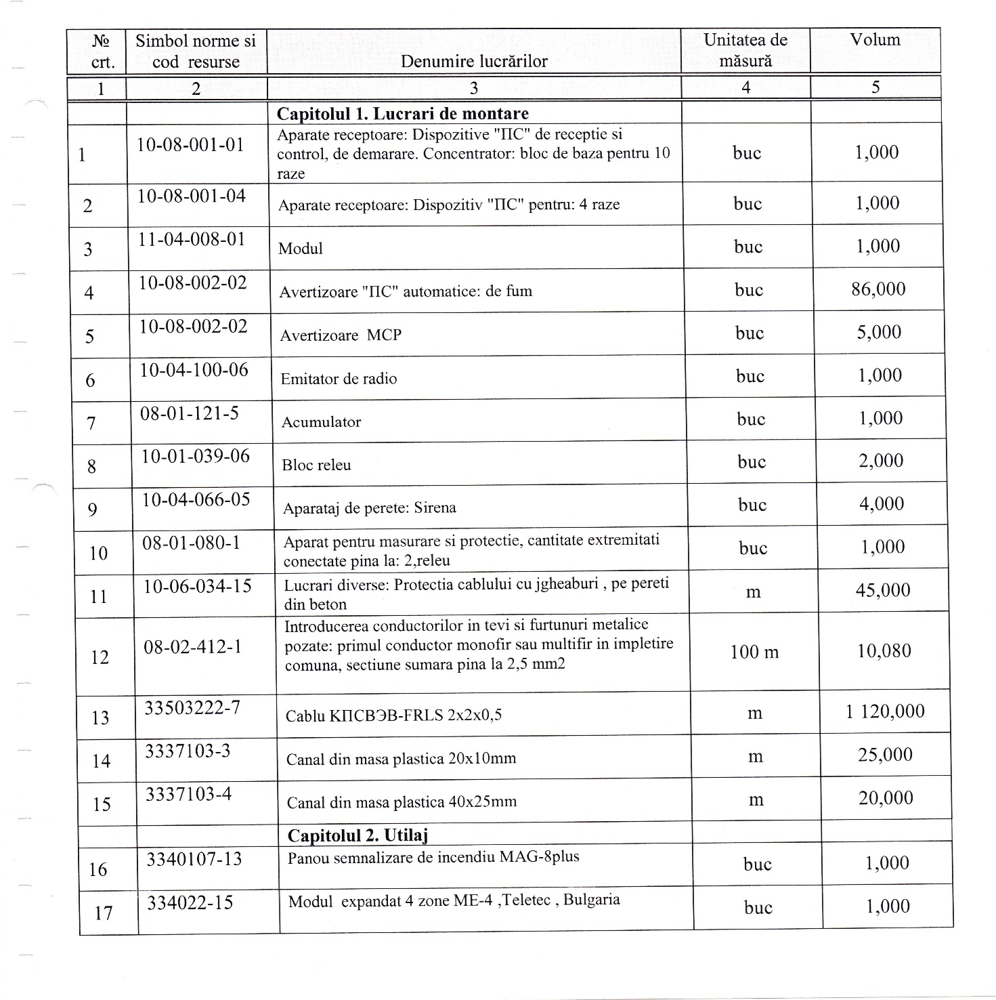 № crt.
Simbol norme si cod  resurse
Denumire lucrărilor
Unitatea de măsură
Volum
1 2 3 4 5
Capitolul 1. Lucrari de montare
1 10-08-001-01 Aparate receptoare: Dispozitive "ПС" de receptie si
control, de demarare. Concentrator: bloc de baza pentru 10
raze buc 1,000
2 10-08-001-04 Aparate receptoare: Dispozitiv "ПС" pentru: 4 raze buc 1,000
3 11-04-008-01 Modul buc 1,000
4 10-08-002-02 Avertizoare "ПС" automatice: de fum buc 86,000
5 10-08-002-02 Avertizoare  MCP buc 5,000
6 10-04-100-06 Emitator de radio buc 1,000
7 08-01-121-5 Acumulator buc 1,000
8 10-01-039-06 Bloc releu buc 2,000
9 10-04-066-05 Aparataj de perete: Sirena buc 4,000
10 08-01-080-1 Aparat pentru masurare si protectie, cantitate extremitati
conectate pina la: 2,releu buc 1,000
11 10-06-034-15 Lucrari diverse: Protectia cablului cu jgheaburi , pe pereti
din beton m 45,000
12 08-02-412-1 Introducerea conductorilor in tevi si furtunuri metalice
pozate: primul conductor monofir sau multifir in impletire
comuna, sectiune sumara pina la 2,5 mm2 100 m 10,080
13 33503222-7 Cablu КПСВЭВ-FRLS 2x2x0,5 m 1 120,000
14 3337103-3 Canal din masa plastica 20x10mm m 25,000
15 3337103-4 Canal din masa plastica 40x25mm m 20,000
Capitolul 2. Utilaj
16 3340107-13 Panou semnalizare de incendiu MAG-8plus buc 1,000
17 334022-15 Modul  expandat 4 zone ME-4 ,Teletec , Bulgaria buc 1,000